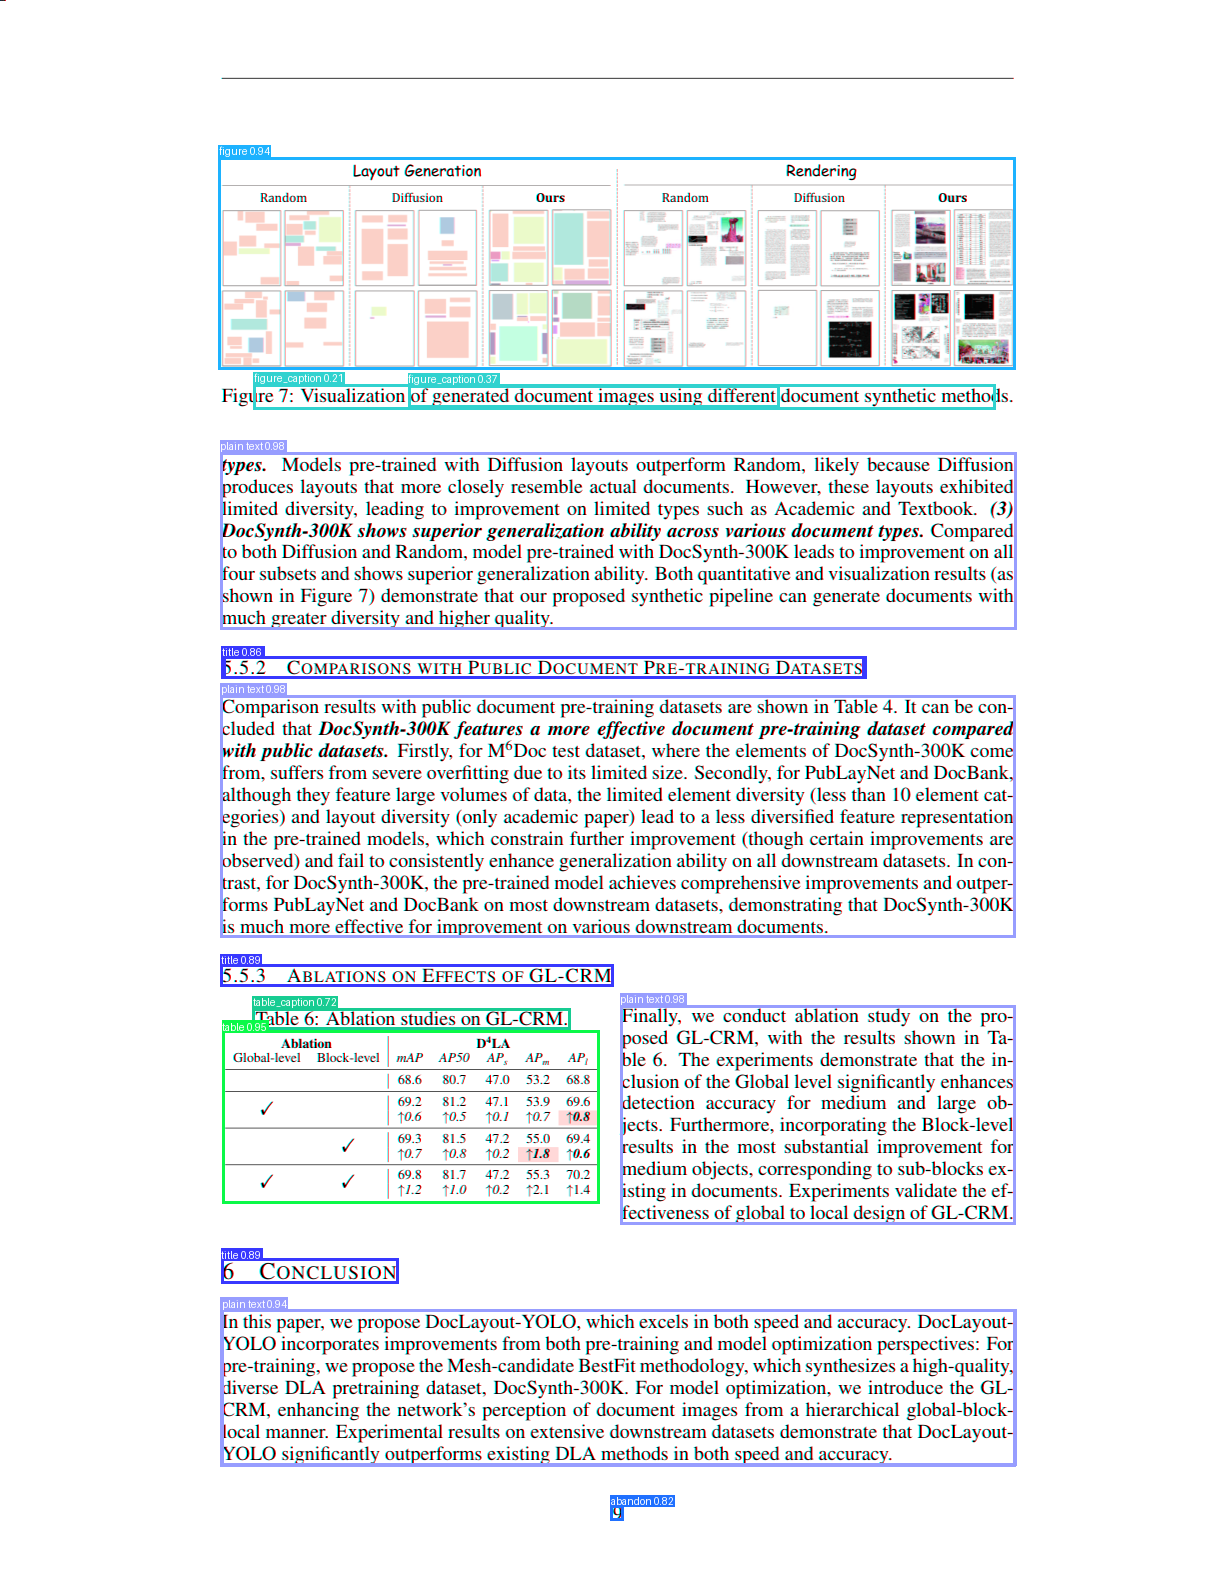 figure 0.94
Layout Generation
Rendering
Random
Diffusion
Ours
Random
Diffusion
Ours
figure_caption 0.21
figure_caption 0.37
Figure 7: Visualization of generated document images using different document synthetic methods.
plain text 0.98
types. Models pre-trained with Diffusion layouts outperform Random, likely because Diffusion
produces layouts that more closely resemble actual documents. However, these layouts exhibited
limited diversity, leading to improvement on limited types such as Academic and Textbook. (3)
DocSynth-300K shows superior generalization ability across various document types. Compared
to both Diffusion and Random, model pre-trained with DocSynth-300K leads to improvement on all
four subsets and shows superior generalization ability. Both quantitative and visualization results (as
shown in Figure 7) demonstrate that our proposed synthetic pipeline can generate documents with
much greater diversity and higher quality.
title 0.86
5.5.2 COMPARISONS WITH PUBLIC DOCUMENT PRE-TRAINING DATASETS
plain text 0.98
Comparison results with public document pre-training datasets are shown in Table 4. It can be con-
cluded that DocSynth-300K features a more effective document pre-training dataset compared
with public datasets. Firstly, for M⁶Doc test dataset, where the elements of DocSynth-300K come
from, suffers from severe overfitting due to its limited size. Secondly, for PubLayNet and DocBank,
although they feature large volumes of data, the limited element diversity (less than 10 element cat-
egories) and layout diversity (only academic paper) lead to a less diversified feature representation
in the pre-trained models, which constrain further improvement (though certain improvements are
observed) and fail to consistently enhance generalization ability on all downstream datasets. In con-
trast, for DocSynth-300K, the pre-trained model achieves comprehensive improvements and outper-
forms PubLayNet and DocBank on most downstream datasets, demonstrating that DocSynth-300K
is much more effective for improvement on various downstream documents.
title 0.89
5.5.3 ABLATIONS ON EFFECTS OF GL-CRM
table_caption 0.72
Table 6: Ablation studies on GL-CRM.
table 0.95
Ablation D⁴LA
Global-level Block-level mAP AP50 APs APm APl
68.6 80.7 47.0 53.2 68.8
✓ 69.2 81.2 47.1 53.9 69.6
↑0.6 ↑0.5 ↑0.1 ↑0.7 ↑0.8
✓ 69.3 81.5 47.2 55.0 69.4
↑0.7 ↑0.8 ↑0.2 ↑1.8 ↑0.6
✓ ✓ 69.8 81.7 47.2 55.3 70.2
↑1.2 ↑1.0 ↑0.2 ↑2.1 ↑1.4
plain text 0.98
Finally, we conduct ablation study on the pro-
posed GL-CRM, with the results shown in Ta-
ble 6. The experiments demonstrate that the in-
clusion of the Global level significantly enhances
detection accuracy for medium and large ob-
jects. Furthermore, incorporating the Block-level
results in the most substantial improvement for
medium objects, corresponding to sub-blocks ex-
isting in documents. Experiments validate the ef-
fectiveness of global to local design of GL-CRM.
title 0.89
6 CONCLUSION
plain text 0.94
In this paper, we propose DocLayout-YOLO, which excels in both speed and accuracy. DocLayout-
YOLO incorporates improvements from both pre-training and model optimization perspectives: For
pre-training, we propose the Mesh-candidate BestFit methodology, which synthesizes a high-quality,
diverse DLA pretraining dataset, DocSynth-300K. For model optimization, we introduce the GL-
CRM, enhancing the network's perception of document images from a hierarchical global-block-
local manner. Experimental results on extensive downstream datasets demonstrate that DocLayout-
YOLO significantly outperforms existing DLA methods in both speed and accuracy.
abandon 0.82
9